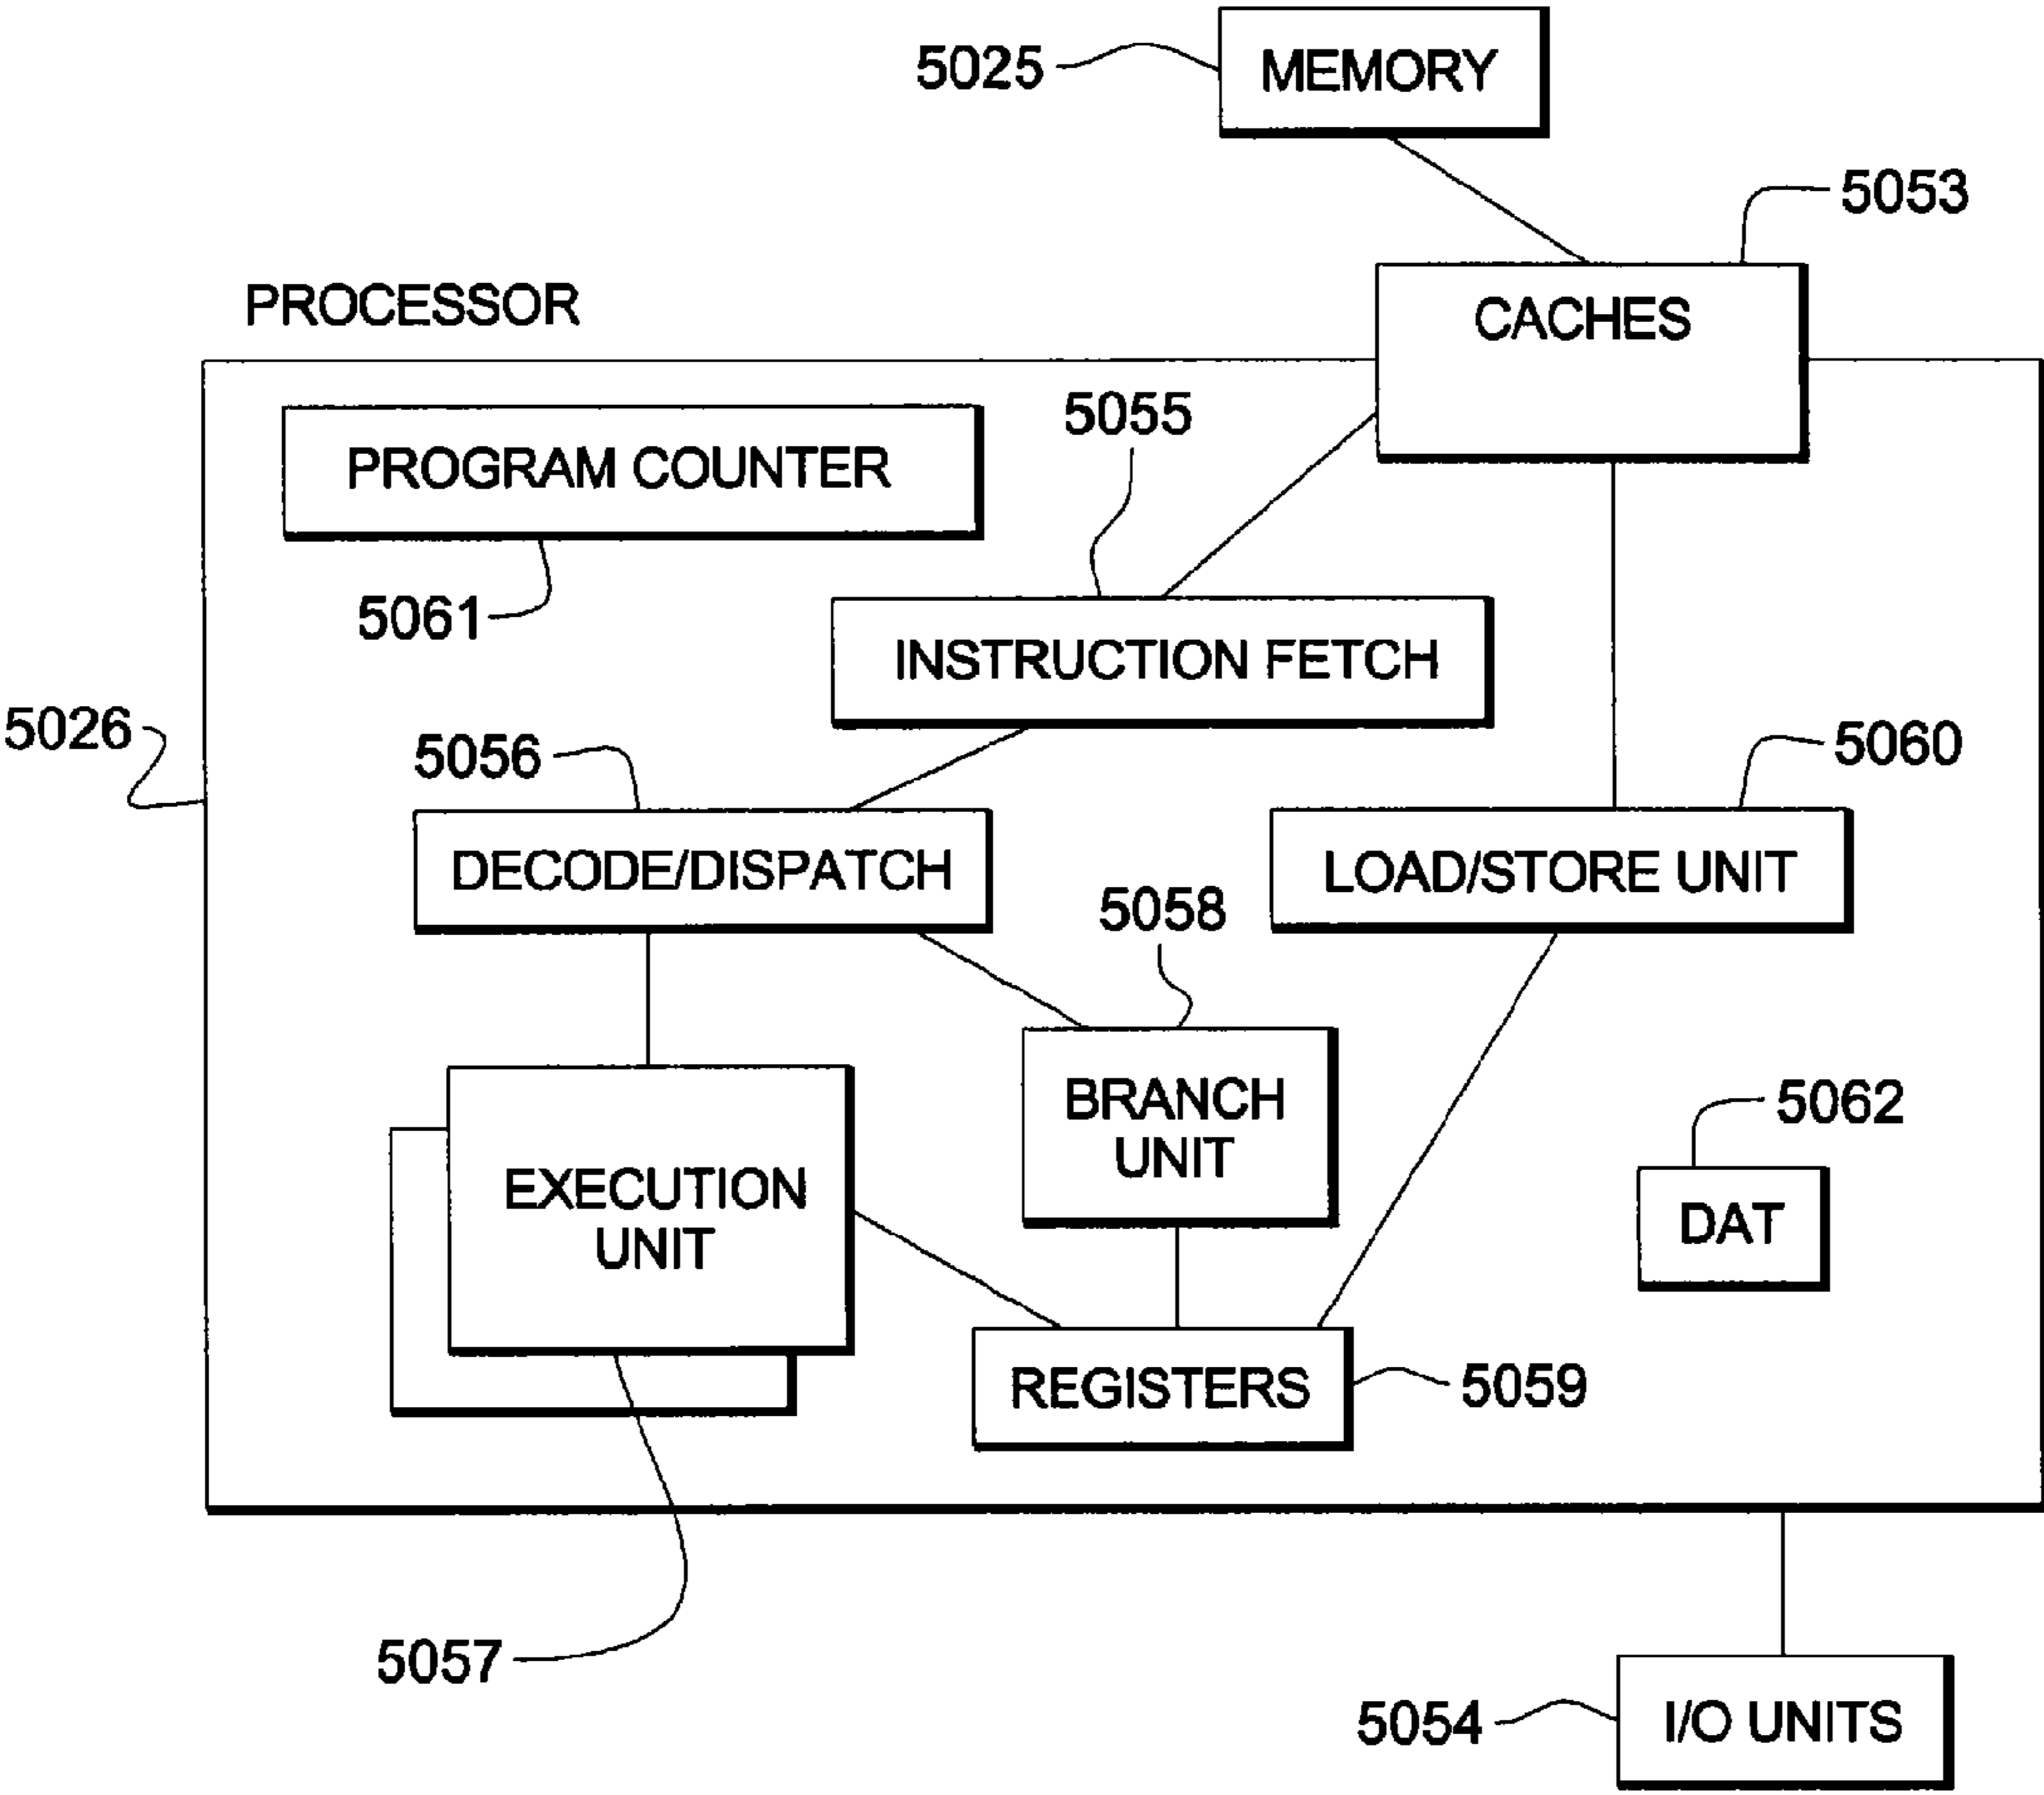 5025
MEMORY
5053
PROCESSOR
CACHES
5055
PROGRAM COUNTER
5061
INSTRUCTION FETCH
5026
5056
5060
DECODE/DISPATCH
LOAD/STORE UNIT
5058
BRANCH
UNIT
5062
EXECUTION
UNIT
DAT
REGISTERS
5059
5057
5054
I/O UNITS